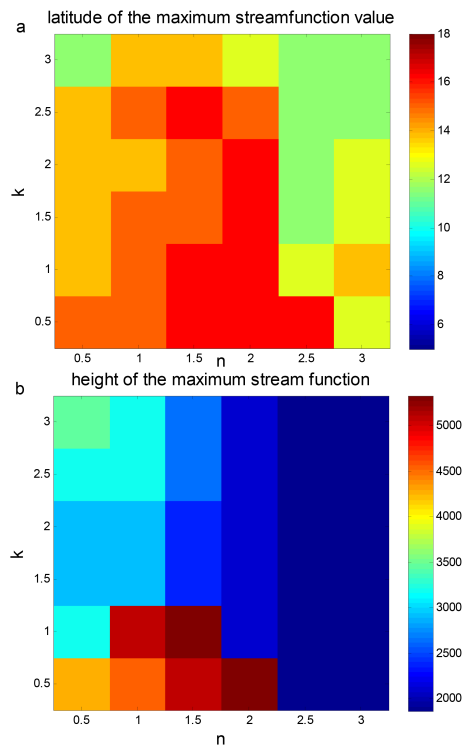 a
latitude of the maximum streamfunction value
3
2.5
2
1.5
1
0.5
k
0.5 1 1.5 2 2.5 3
n
18
16
14
12
10
8
6
b
height of the maximum stream function
3
2.5
2
1.5
1
0.5
k
0.5 1 1.5 2 2.5 3
n
5000
4500
4000
3500
3000
2500
2000